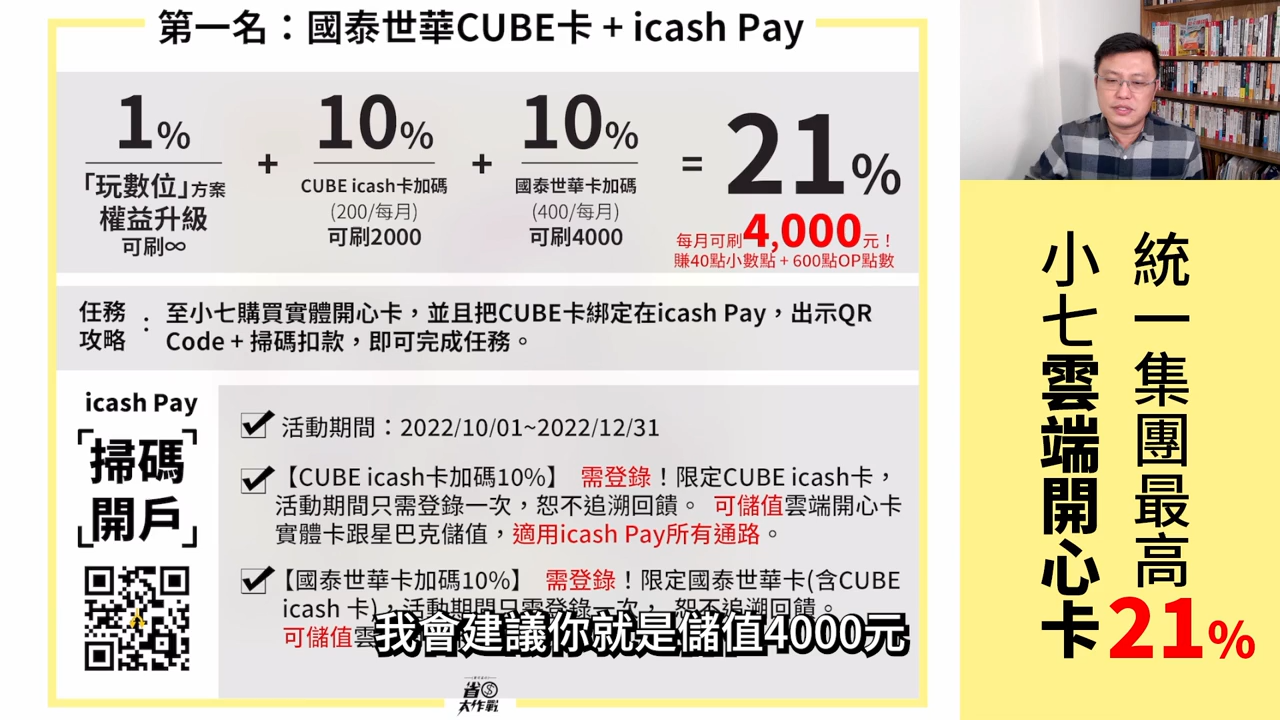 第一名：國泰世華CUBE卡 + icash Pay
1% + 10% + 10% = 21%
「玩數位」方案
權益升級
可刷∞
CUBE icash卡加碼
(200/每月)
可刷2000
國泰世華卡加碼
(400/每月)
可刷4000
每月可刷4,000元！
賺40點小數點 + 600點OP點數
任務攻略：
至小七購買實體開心卡，並且把CUBE卡綁定在icash Pay，出示QR
Code + 掃碼扣款，即可完成任務。
icash Pay
掃碼
開戶
活動期間：2022/10/01~2022/12/31
【CUBE icash卡加碼10%】 需登錄！限定CUBE icash卡，
活動期間只需登錄一次，恕不追溯回饋。 可儲值雲端開心卡
實體卡跟星巴克儲值，適用icash Pay所有通路。
【國泰世華卡加碼10%】 需登錄！限定國泰世華卡(含CUBE
icash 卡)，活動期間只需登錄一次， 恕不追溯回饋。
可儲值雲
我會建議你就是儲值4000元
省大作戰
統一集團最高
小七雲端開心卡21%